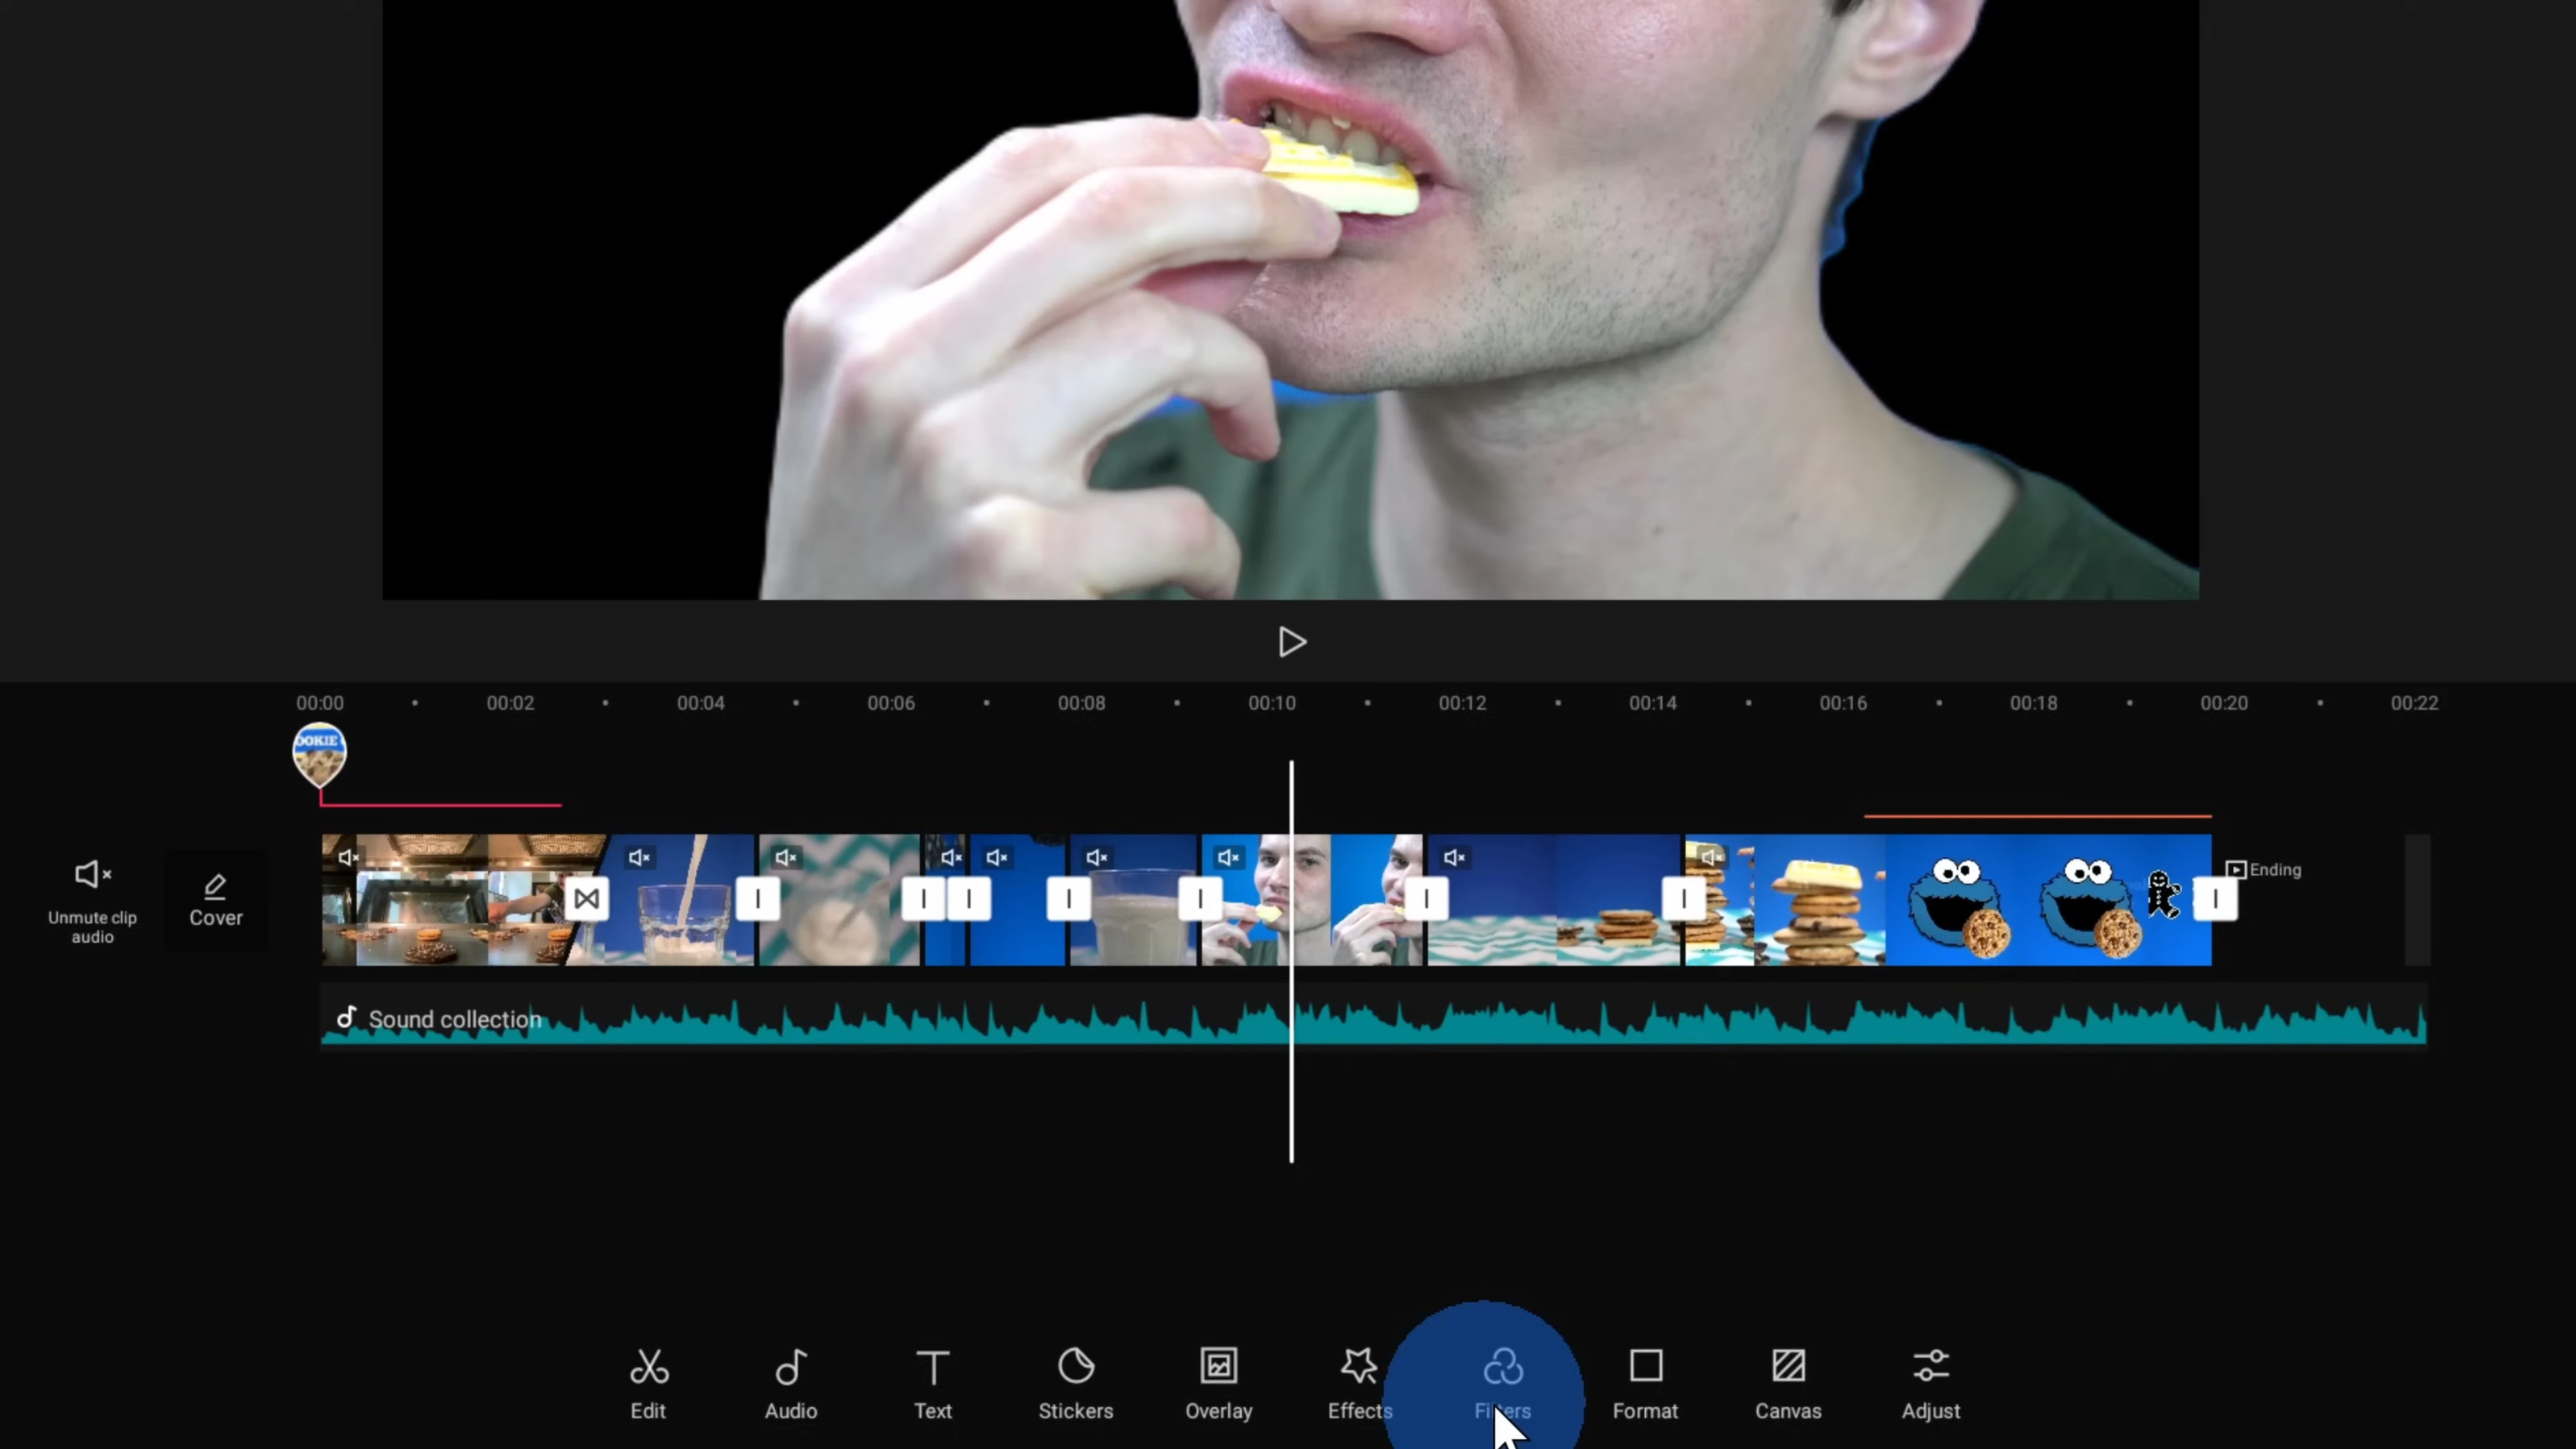 00:00
00:02
00:04
00:06
00:08
00:10
00:12
00:14
00:16
00:18
00:20
00:22
OOKIE
Unmute clip
audio
Cover
Ending
Sound collection
Edit
Audio
Text
Stickers
Overlay
Effects
Filters
Format
Canvas
Adjust